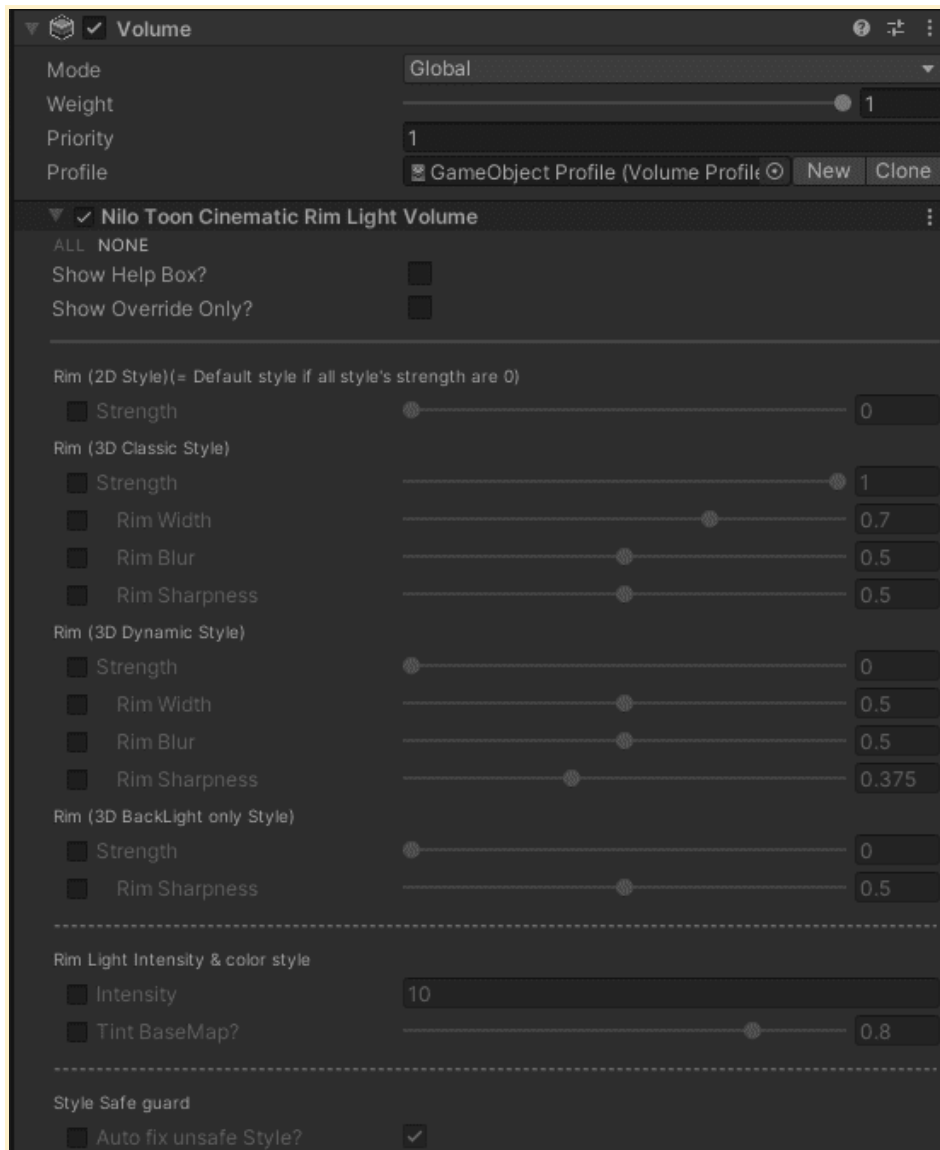 Volume
Mode Global
Weight 1
Priority 1
Profile GameObject Profile (Volume Profile New Clone
Nilo Toon Cinematic Rim Light Volume
ALL NONE
Show Help Box?
Show Override Only?
Rim (2D Style)(= Default style if all style's strength are 0)
Strength 0
Rim (3D Classic Style)
Strength 1
Rim Width 0.7
Rim Blur 0.5
Rim Sharpness 0.5
Rim (3D Dynamic Style)
Strength 0
Rim Width 0.5
Rim Blur 0.5
Rim Sharpness 0.375
Rim (3D BackLight only Style)
Strength 0
Rim Sharpness 0.5
Rim Light Intensity & color style
Intensity 10
Tint BaseMap? 0.8
Style Safe guard
Auto fix unsafe Style?